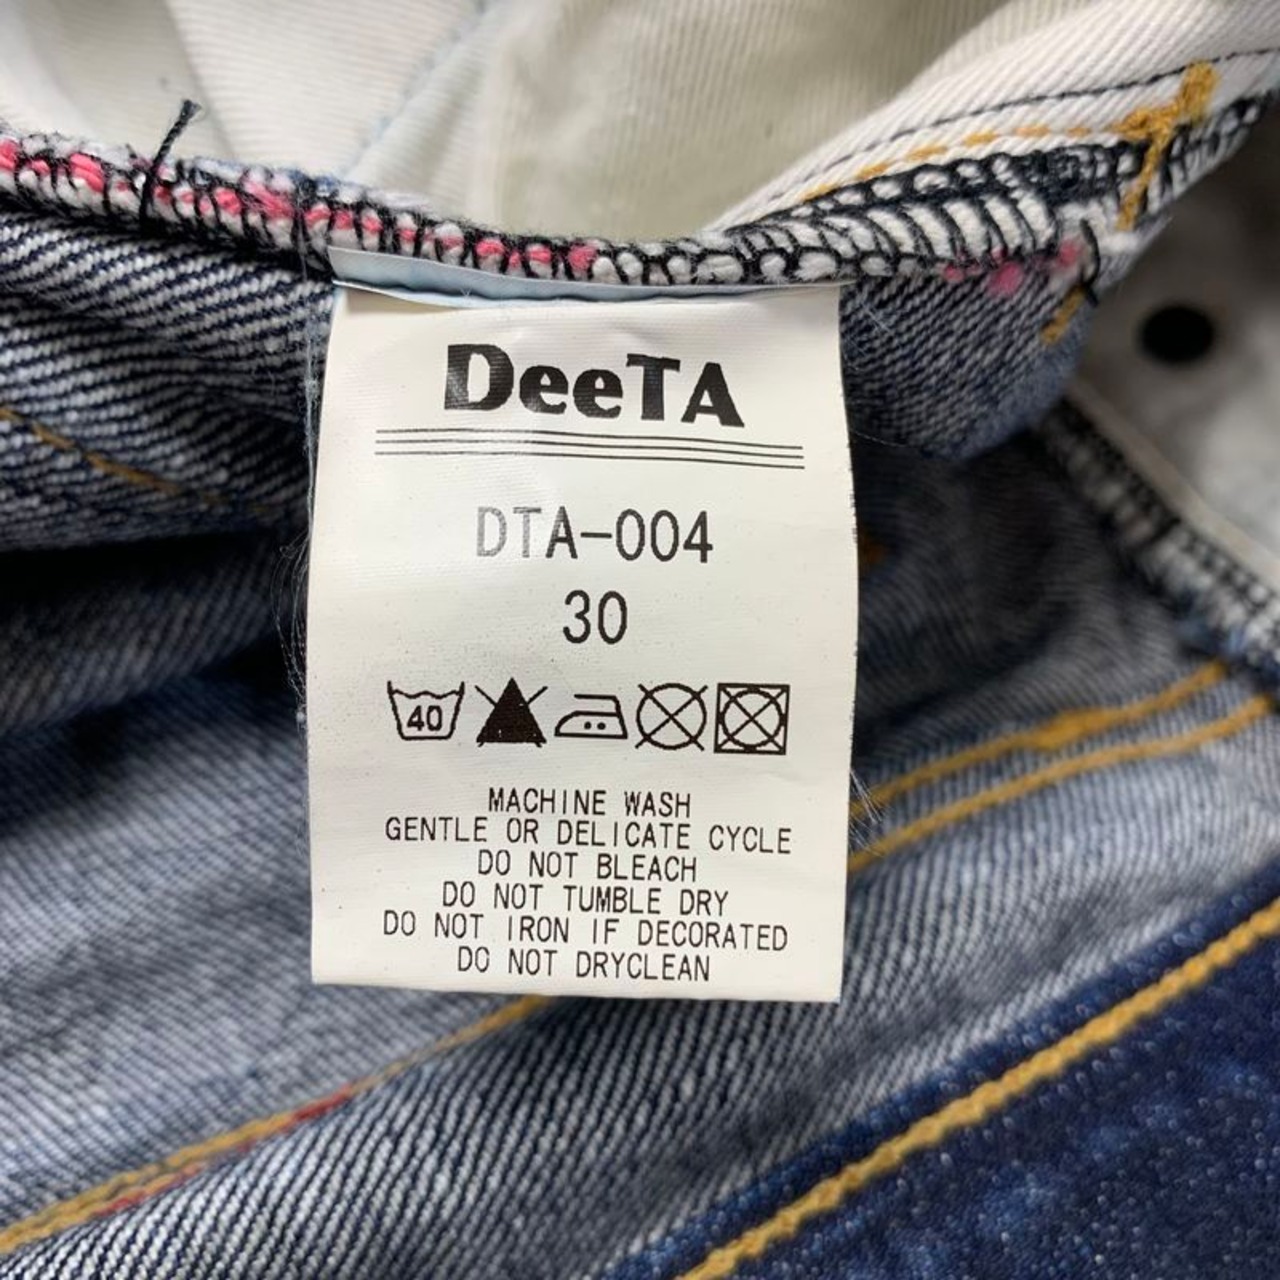 DeeTA
DTA-004
30
40
MACHINE WASH
GENTLE OR DELICATE CYCLE
DO NOT BLEACH
DO NOT TUMBLE DRY
DO NOT IRON IF DECORATED
DO NOT DRYCLEAN